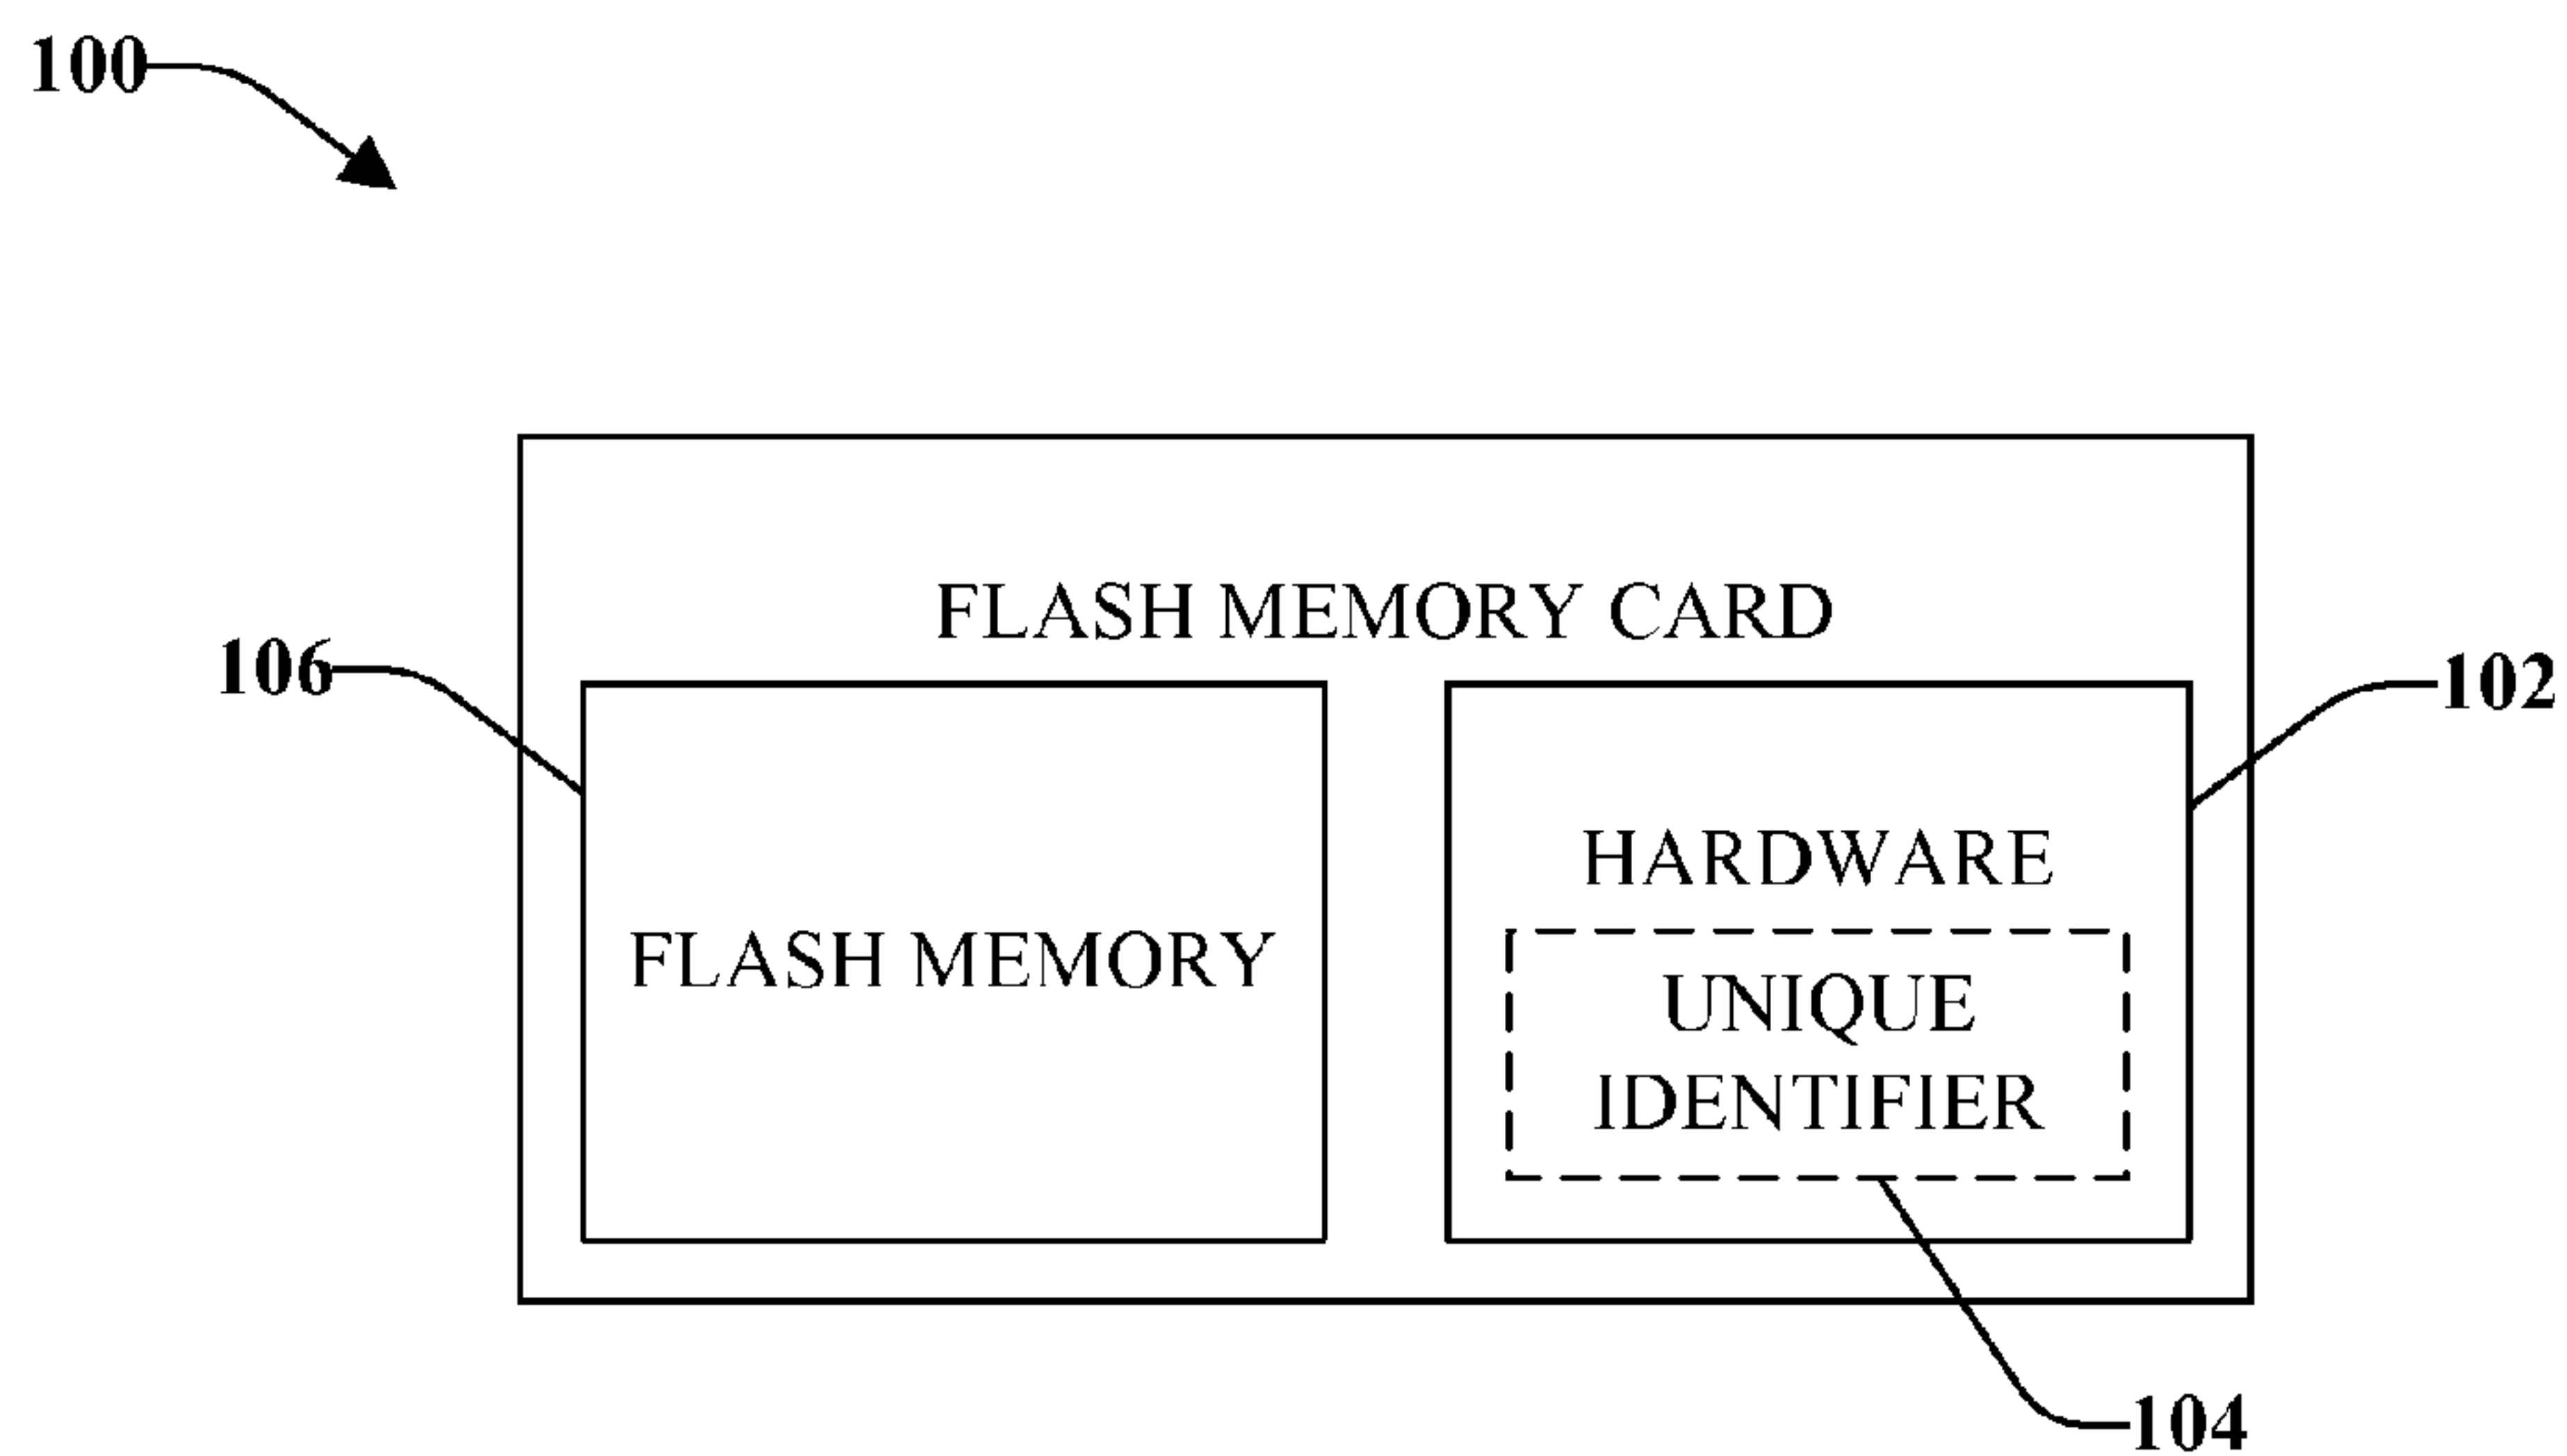 100
FLASH MEMORY CARD
106
102
HARDWARE
FLASH MEMORY
UNIQUE
IDENTIFIER
104